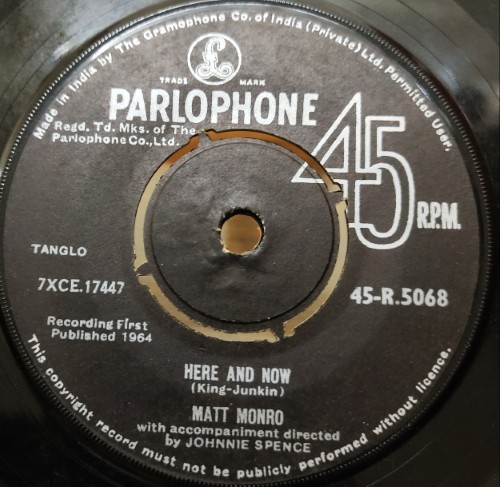 Made in India by The Gramophone Co. of India (Private) Ltd. Permitted User.
£
TRADE MARK
PARLOPHONE
Regd. Td. Mks. of The
Parlophone Co., Ltd.
45
R.P.M.
TANGLO
7XCE.17447
45-R.5068
Recording First
Published 1964
HERE AND NOW
(King-Junkin)
MATT MONRO
with accompaniment directed
by JOHNNIE SPENCE
This copyright record must not be publicly performed without licence.